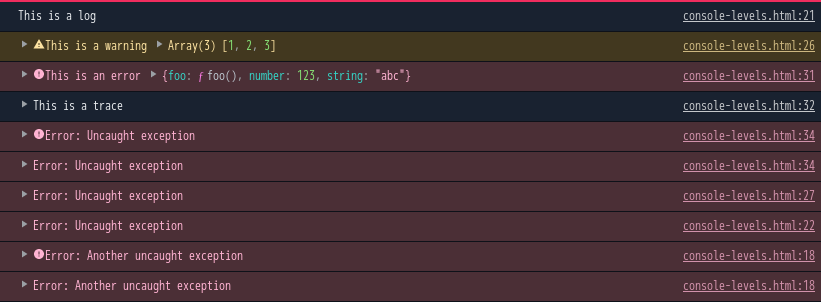 This is a log console-levels.html:21
This is a warning Array(3) [1, 2, 3] console-levels.html:26
This is an error {foo: ƒ foo(), number: 123, string: "abc"} console-levels.html:31
This is a trace console-levels.html:32
Error: Uncaught exception console-levels.html:34
Error: Uncaught exception console-levels.html:34
Error: Uncaught exception console-levels.html:27
Error: Uncaught exception console-levels.html:22
Error: Another uncaught exception console-levels.html:18
Error: Another uncaught exception console-levels.html:18